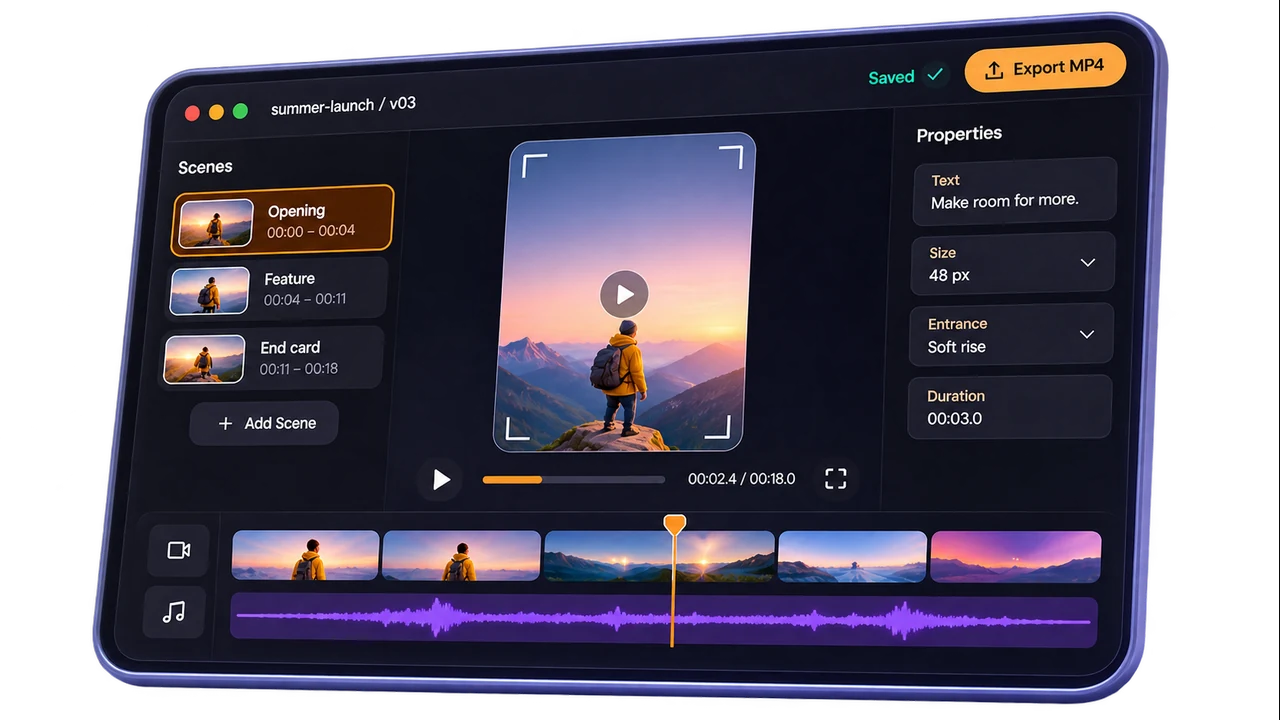 summer-launch / v03
Saved
Export MP4
Scenes
Opening
00:00 – 00:04
Feature
00:04 – 00:11
End card
00:11 – 00:18
+ Add Scene
00:02.4 / 00:18.0
Properties
Text
Make room for more.
Size
48 px
Entrance
Soft rise
Duration
00:03.0